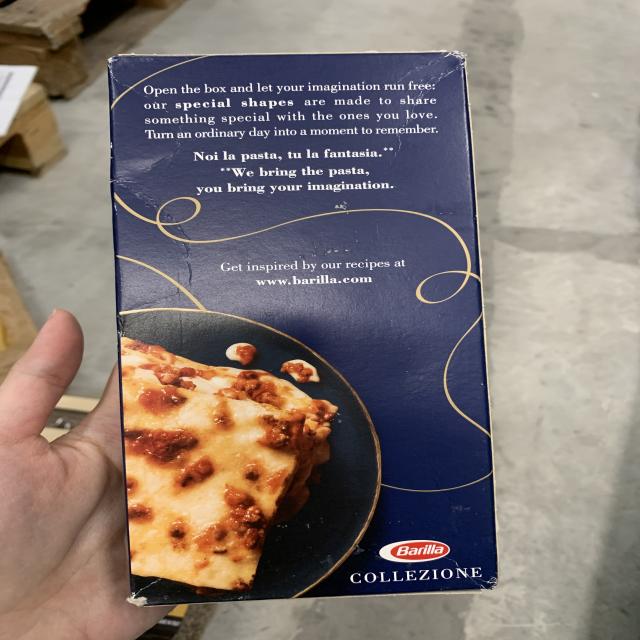 Open the box and let your imagination run free:
our special shapes are made to share
something special with the ones you love.
Turn an ordinary day into a moment to remember.
Noi la pasta, tu la fantasia.**
**We bring the pasta,
you bring your imagination.
Get inspired by our recipes at
www.barilla.com
Barilla
COLLEZIONE